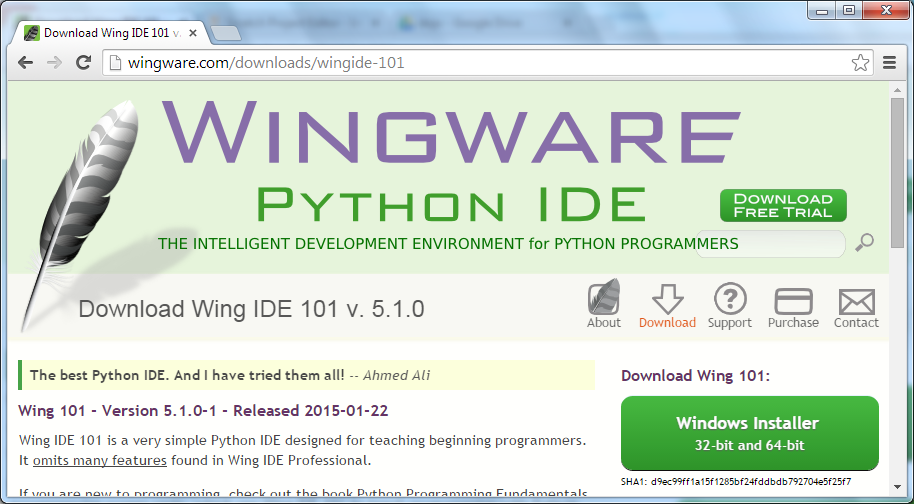 Download Wing IDE 101 v.
wingware.com/downloads/wingide-101
WINGWARE
PYTHON IDE
DOWNLOAD
FREE TRIAL
THE INTELLIGENT DEVELOPMENT ENVIRONMENT for PYTHON PROGRAMMERS
Download Wing IDE 101 v. 5.1.0
About
Download
Support
Purchase
Contact
The best Python IDE. And I have tried them all! -- Ahmed Ali
Wing 101 - Version 5.1.0-1 - Released 2015-01-22
Wing IDE 101 is a very simple Python IDE designed for teaching beginning programmers.
It omits many features found in Wing IDE Professional.
If you are new to programming, check out the book Python Programming Fundamentals
Download Wing 101:
Windows Installer
32-bit and 64-bit
SHA1: d9ec99ff1a15f1285bf24fddbdb792704e5f25f7